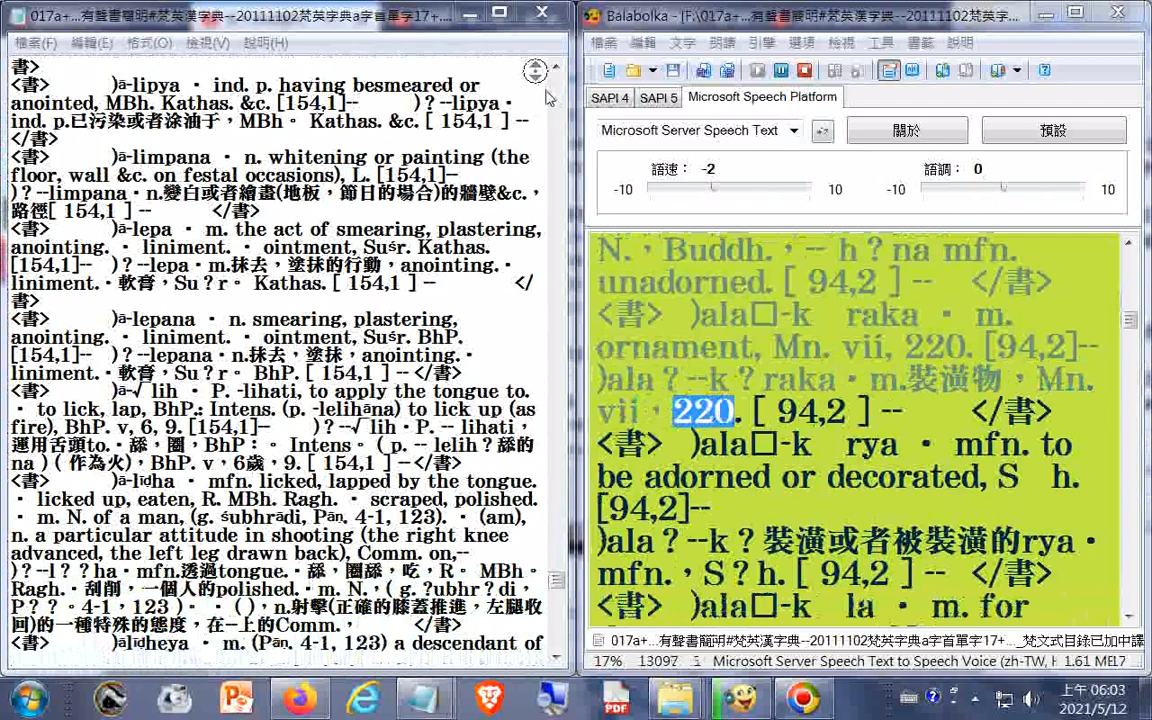 017a+...有聲書簡明#梵英漢字典--20111102梵英字典a字首單字17+...
檔案(F) 編輯(E) 格式(O) 檢視(V) 說明(H)
書>
<書> )ā-lipya ‧ ind. p. having besmeared or
anointed, MBh. Kathas. &c. [154,1]-- )?--lipya‧
ind. p.已污染或者涂油于，MBh。 Kathas. &c. [ 154,1 ] --
</書>
<書> )ā-limpana ‧ n. whitening or painting (the
floor, wall &c. on festal occasions), L. [154,1]--
)?--limpana‧n.變白或者繪畫(地板，節日的場合)的牆壁&c.，
路徑[ 154,1 ] -- </書>
<書> )ā-lepa ‧ m. the act of smearing, plastering,
anointing. ‧ liniment. ‧ ointment, Suśr. Kathas.
[154,1]-- )?--lepa‧m.抹去，塗抹的行動，anointing.‧
liniment.‧軟膏，Su?r。 Kathas. [ 154,1 ] -- </
書>
<書> )ā-lepana ‧ n. smearing, plastering,
anointing. ‧ liniment. ‧ ointment, Suśr. BhP.
[154,1]-- )?--lepana‧n.抹去，塗抹，anointing.‧
liniment.‧軟膏，Su?r。 BhP. [ 154,1 ] -- </書>
<書> )ā-√ lih ‧ P. -lihati, to apply the tongue to.
‧ to lick, lap, BhP.: Intens. (p. -lelihāna) to lick up (as
fire), BhP. v, 6, 9. [154,1]-- )?--√ lih‧P. -- lihati，
運用舌頭to.‧舔，圈，BhP：。 Intens。 ( p. -- lelih?舔的
na ) ( 作為火)，BhP. v，6歲，9. [ 154,1 ] -- </書>
<書> )ā-līḍha ‧ mfn. licked, lapped by the tongue.
‧ licked up, eaten, R. MBh. Ragh. ‧ scraped, polished.
‧ m. N. of a man, (g. śubhrādi, Pāṇ. 4-1, 123). ‧ (am),
n. a particular attitude in shooting (the right knee
advanced, the left leg drawn back), Comm. on,--
)?--l??ha‧mfn.透過tongue.‧舔，圈舔，吃，R。 MBh。
Ragh.‧刮削，一個人的polished.‧m. N.，( g. ?ubhr?di，
P??。4-1，123 )。‧ ( )，n.射擊(正確的膝蓋推進，左腿收
回)的一種特殊的態度，在－上的Comm.， </書>
<書> )ālīḍheya ‧ m. (Pāṇ. 4-1, 123) a descendant of
Balabolka - [F:\017a+...有聲書簡明#梵英漢字典--20111102梵英字...
檔案 編輯 文字 朗讀 引擎 選項 檢視 工具 書籤 說明
SAPI 4 SAPI 5 Microsoft Speech Platform
Microsoft Server Speech Text 關於 預設
語速: -2 語調: 0
-10 10 -10 10
N.，Buddh.，-- h？na mfn.
unadorned. [ 94,2 ] -- </書>
<書> )ala□-k raka ‧ m.
ornament, Mn. vii, 220. [94,2]--
)ala？--k？raka‧m.裝潢物，Mn.
vii，220. [ 94,2 ] -- </書>
<書> )ala□-k rya ‧ mfn. to
be adorned or decorated, S h.
[94,2]--
)ala？--k？裝潢或者被裝潢的rya‧
mfn.，S？h. [ 94,2 ] -- </書>
<書> )ala□-k la ‧ m. for
017a+...有聲書簡明#梵英漢字典--20111102梵英字典a字首單字17+..._梵文式目錄已加中譯
17% 13097 Microsoft Server Speech Text to Speech Voice (zh-TW, H 1.61 MEL7
上午 06:03
2021/5/12